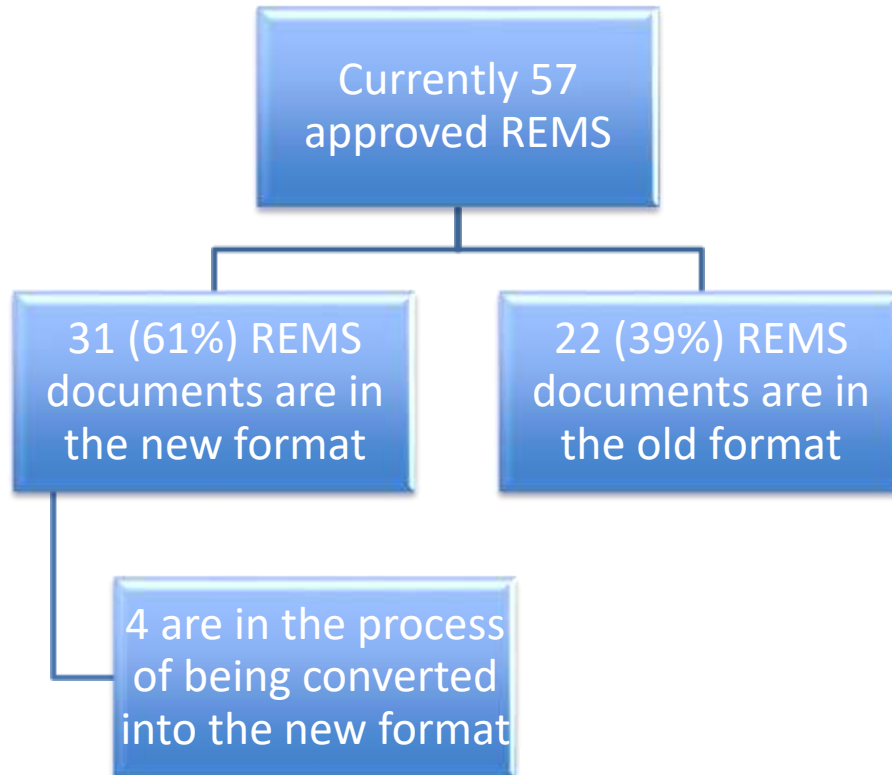 Currently 57
approved REMS
31 (61%) REMS
documents are in
the new format
22 (39%) REMS
documents are in
the old format
4 are in the process
of being converted
into the new format